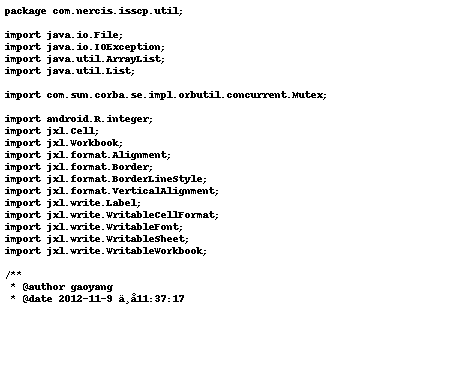 package com.nercis.isscp.util;

import java.io.File;
import java.io.IOException;
import java.util.ArrayList;
import java.util.List;

import com.sum.corba.se.impl.orbutil.concurrent.Mutex;

import android.R.integer;
import jxl.Cell;
import jxl.Workbook;
import jxl.format.Alignment;
import jxl.format.Border;
import jxl.format.BorderLineStyle;
import jxl.format.VerticalAlignment;
import jxl.write.Label;
import jxl.write.WritableCellFormat;
import jxl.write.WritableFont;
import jxl.write.WritableSheet;
import jxl.write.WritableWorkbook;

/**
 * @author gaoyang
 * @date 2012-11-9 ä¸å11:37:17